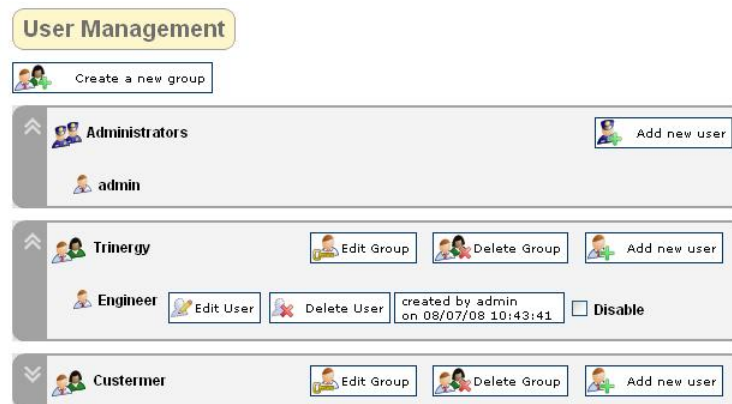 User Management
Create a new group
Administrators
Add new user
admin
Trinergy
Edit Group
Delete Group
Add new user
Engineer
Edit User
Delete User
created by admin
on 08/07/08 10:43:41
Disable
Custermer
Edit Group
Delete Group
Add new user